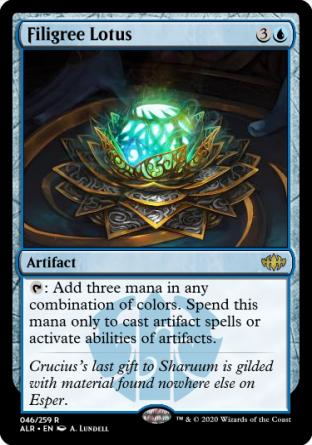 Filigree Lotus 3
Artifact
: Add three mana in any
combination of colors. Spend this
mana only to cast artifact spells or
activate abilities of artifacts.
Crucius's last gift to Sharuum is gilded
with material found nowhere else on
Esper.
046/259 R
ALR • EN A. LUNDELL
™ & © 2020 Wizards of the Coast